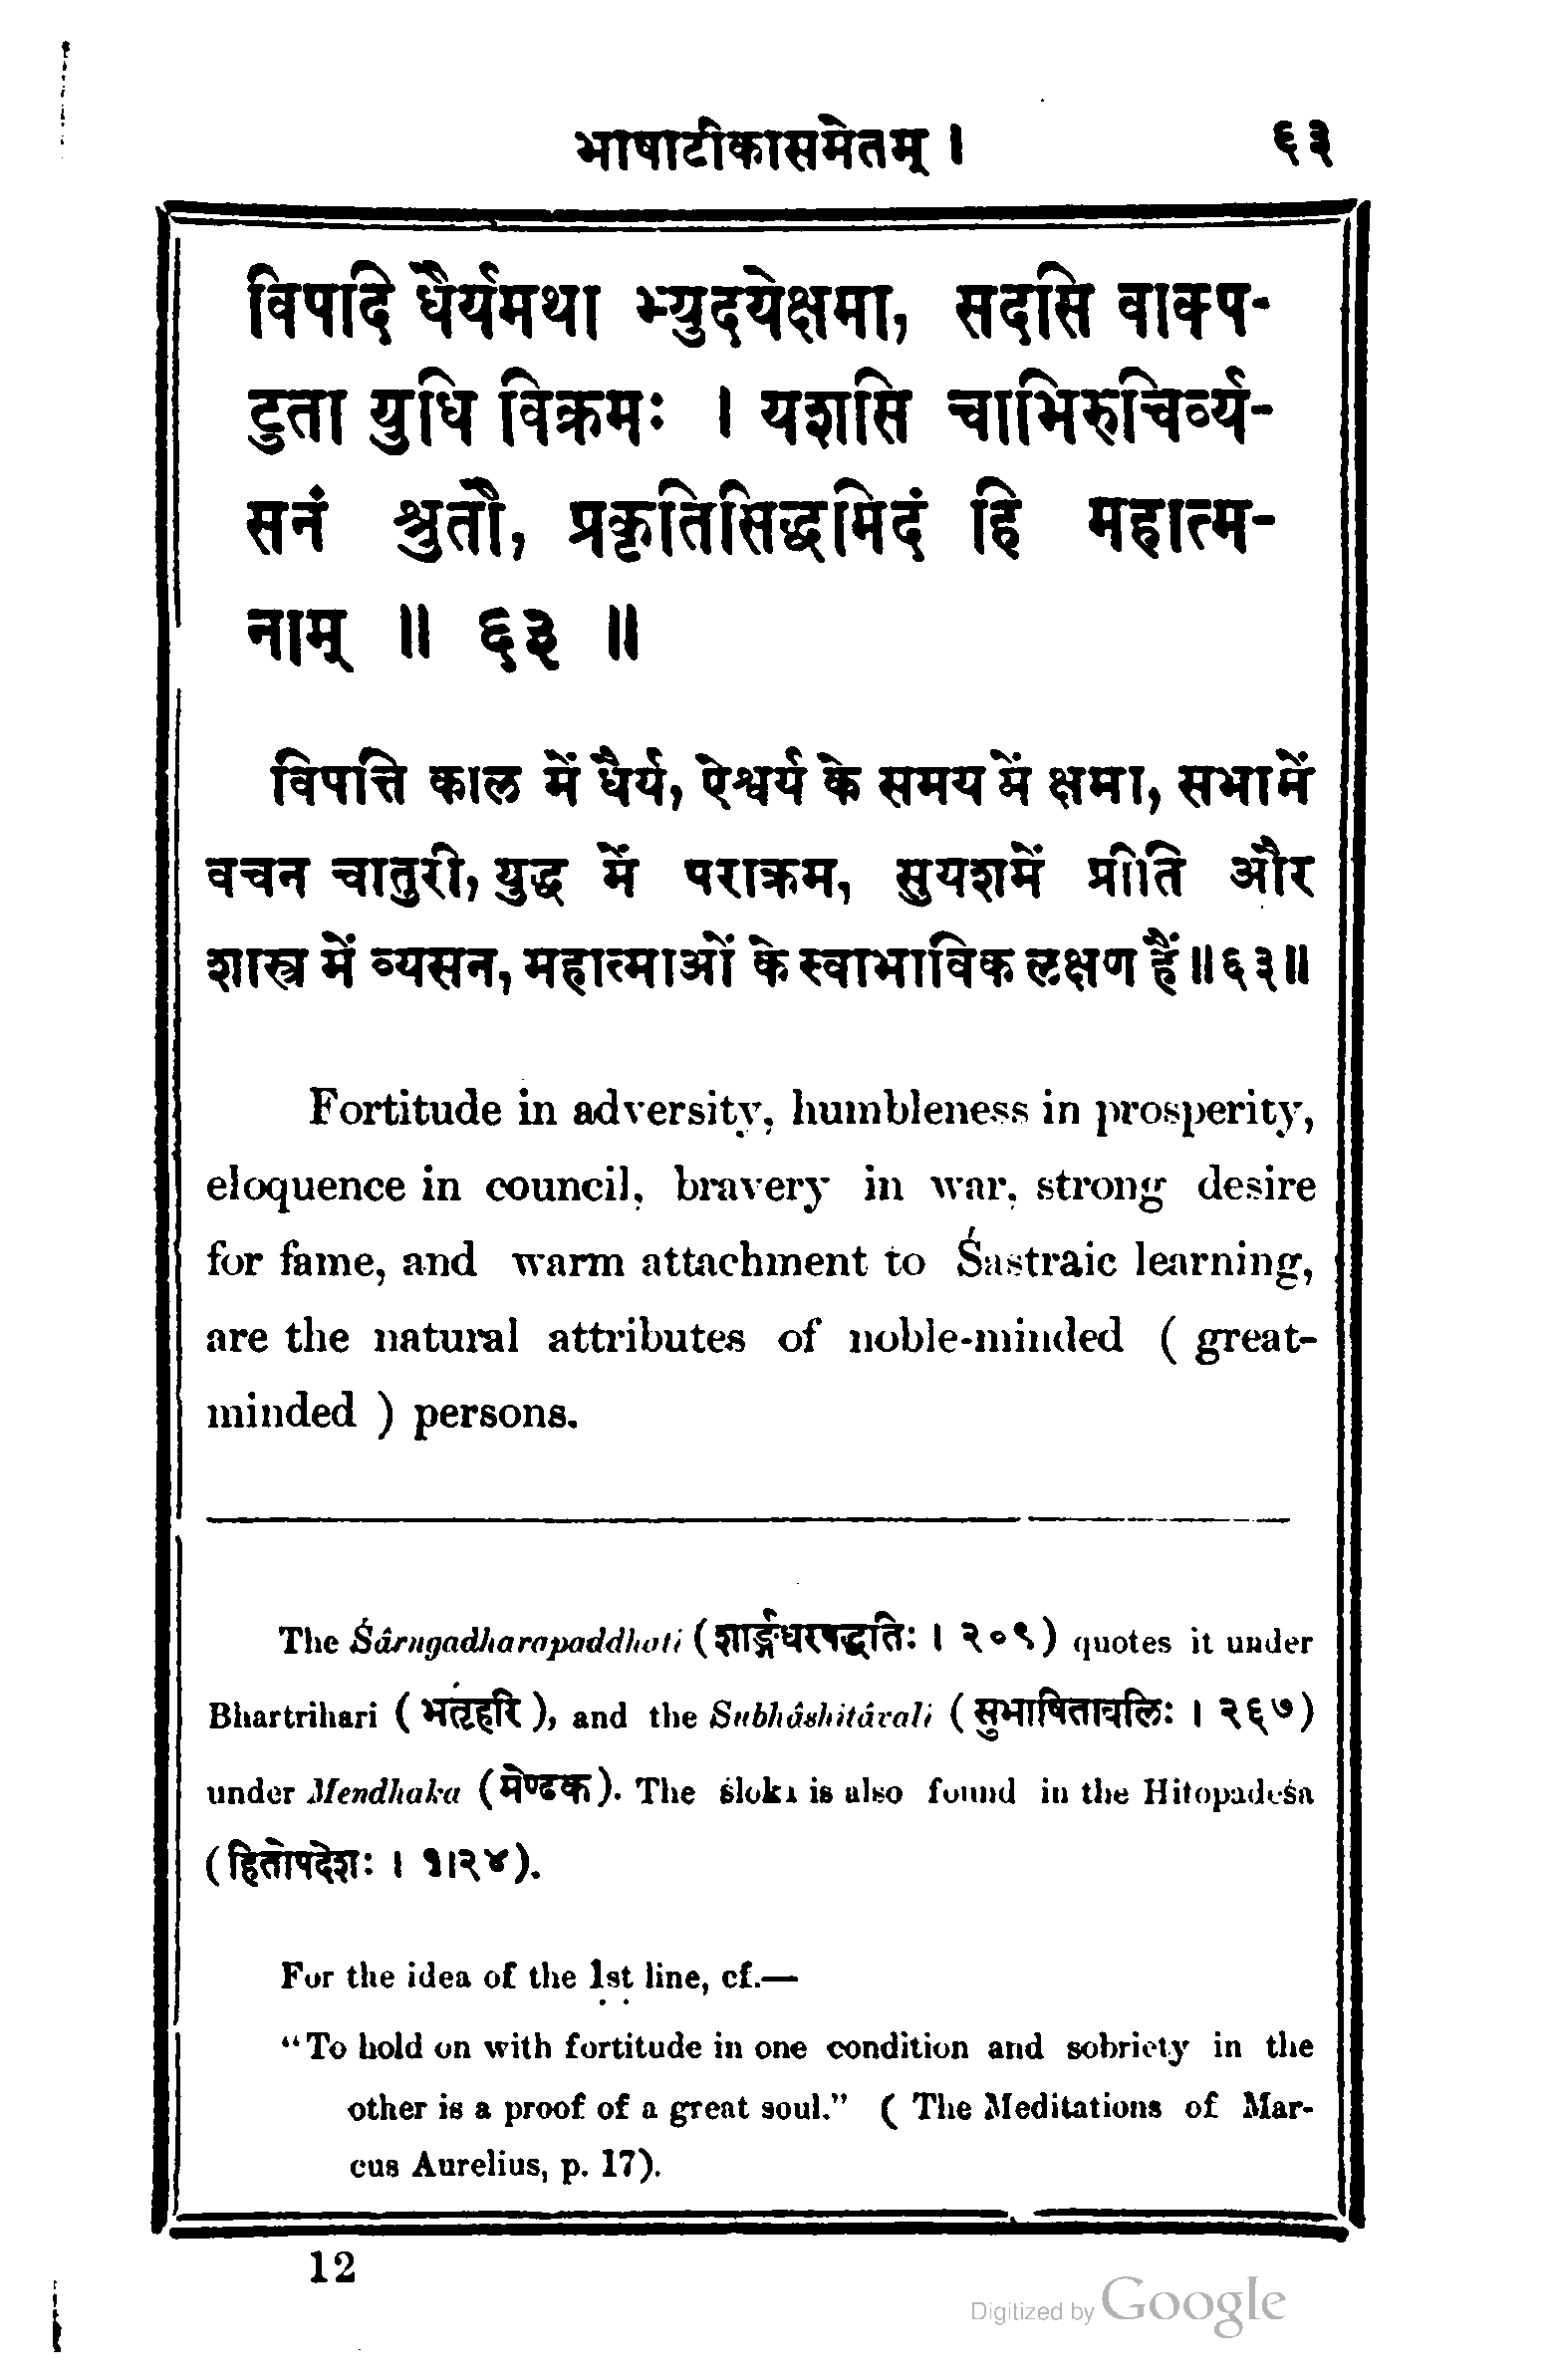 भाषाटीकासमेतम् । ६३
विपदि धैर्यमथा भ्युदयेक्षमा, सदसि वाक्प-
टुता युधि विक्रमः । यशसि चाभिरुचिर्व्य-
सनं श्रुतौ, प्रकृतिसिद्धमिदं हि महात्म-
नाम् ॥ ६३ ॥
विपत्ति काल में धैर्य, ऐश्वर्य के समय में क्षमा, सभामें
वचन चातुरी, युद्ध में पराक्रम, सुयशमें प्रीति और
शास्त्र में व्यसन, महात्माओं के स्वाभाविक लक्षण हैं ॥६३॥
Fortitude in adversity, humbleness in prosperity,
eloquence in council, bravery in war, strong desire
for fame, and warm attachment to Śastraic learning,
are the natural attributes of noble-minded ( great-
minded ) persons.
The Śârngadharapaddhati (शार्ङ्गधरपद्धतिः । २०९) quotes it under
Bhartrihari ( भर्तृहरि ), and the Subhâshitâvali ( सुभाषितावलिः । २६७)
under Mendhaka (मेण्ढक). The śloka is also found in the Hitopadeśa
(हितोपदेशः । १।२४).
For the idea of the 1st line, cf.—
“To hold on with fortitude in one condition and sobriety in the
other is a proof of a great soul.” ( The Meditations of Mar-
cus Aurelius, p. 17).
12
Digitized by Google